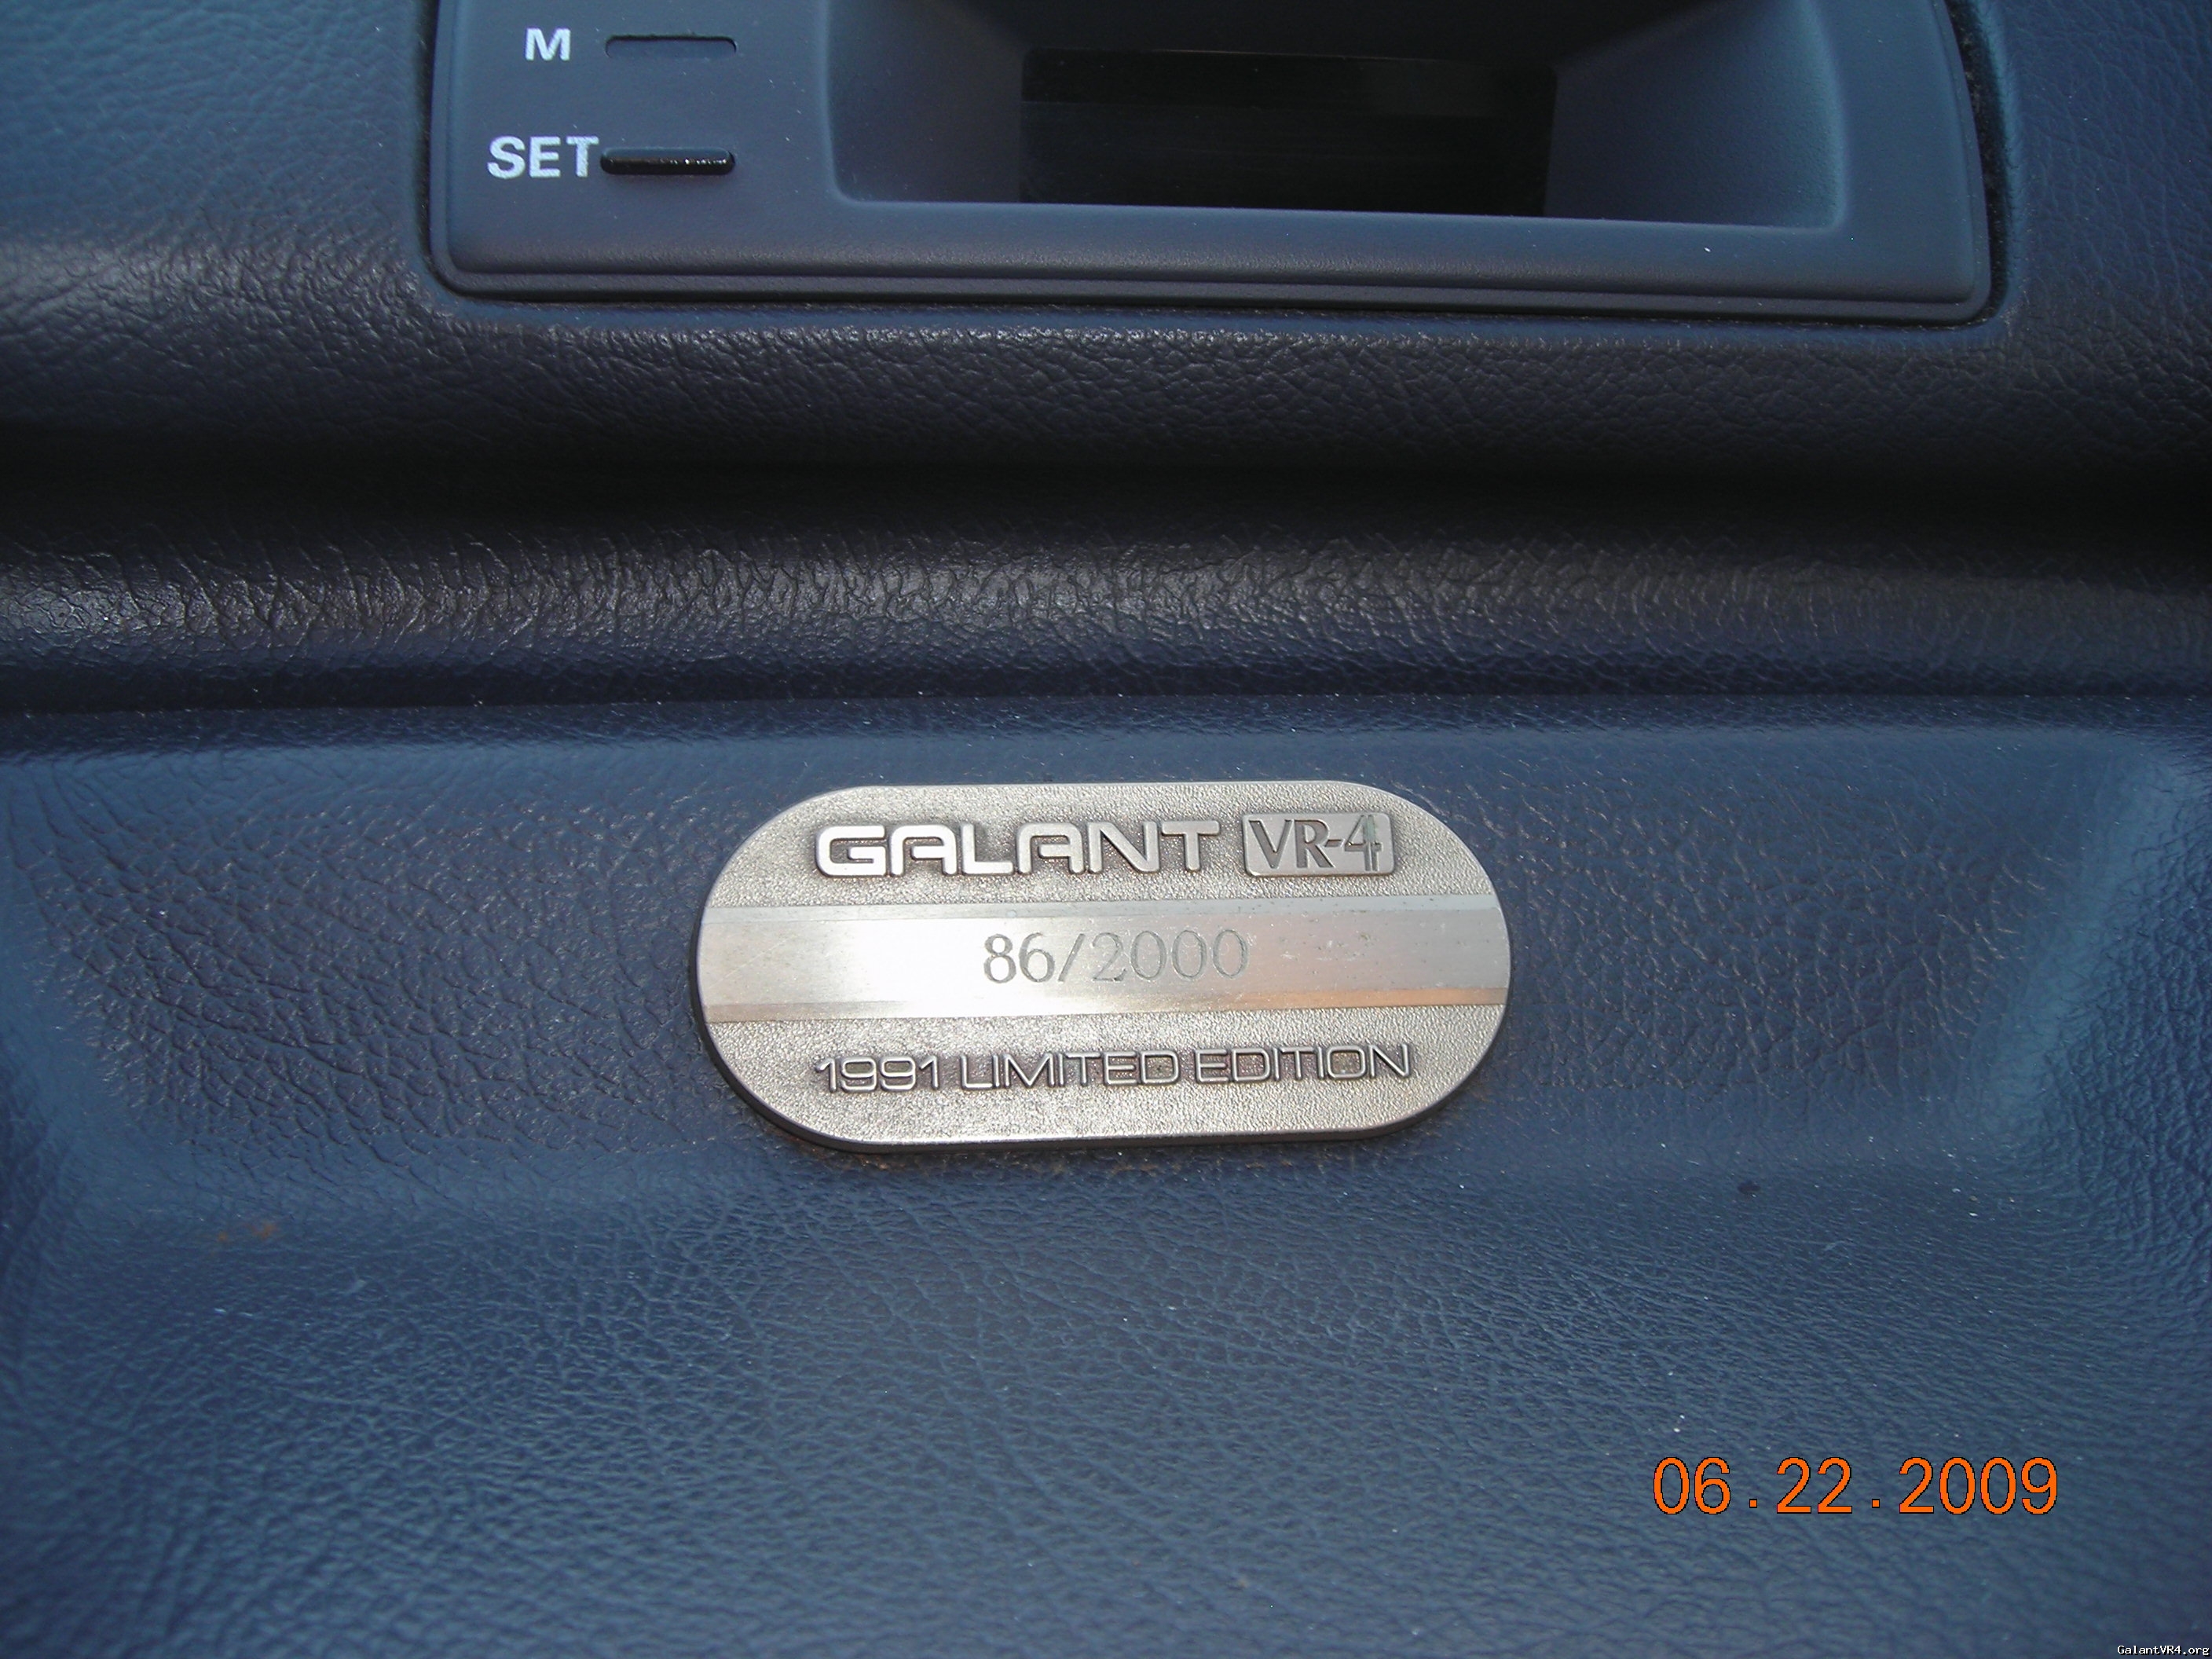 M
SET
GALANT VR-4
86/2000
1991 LIMITED EDITION
06.22.2009
GalantVR4.org